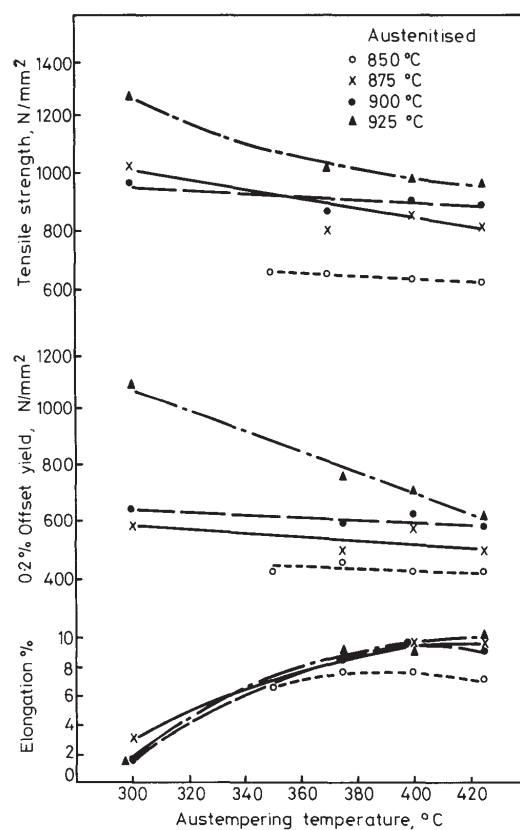 Austenitised
850 °C
875 °C
900 °C
925 °C
Tensile strength, N/mm²
1400
1200
1000
800
600
0·2% Offset yield, N/mm²
1200
1000
800
600
400
Elongation %
10
8
6
4
2
0
300 320 340 360 380 400 420
Austempering temperature, °C